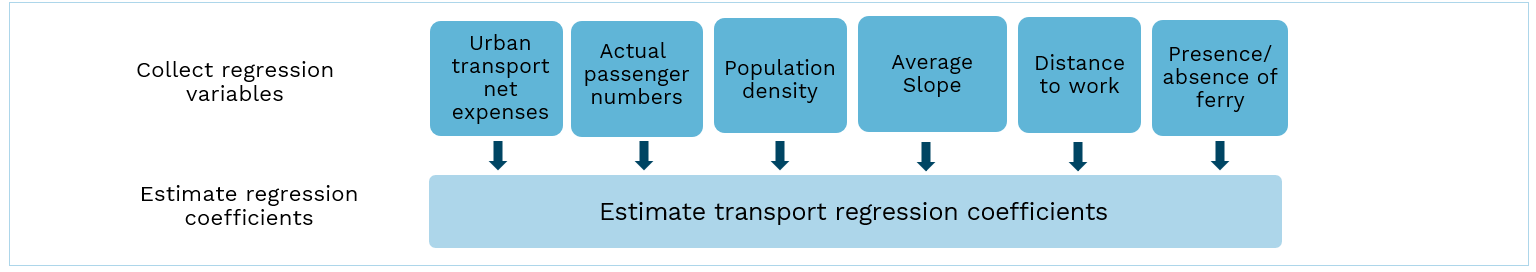 Collect regression
variables
Urban
transport
net
expenses
Actual
passenger
numbers
Population
density
Average
Slope
Distance
to work
Presence/
absence of
ferry
Estimate regression
coefficients
Estimate transport regression coefficients